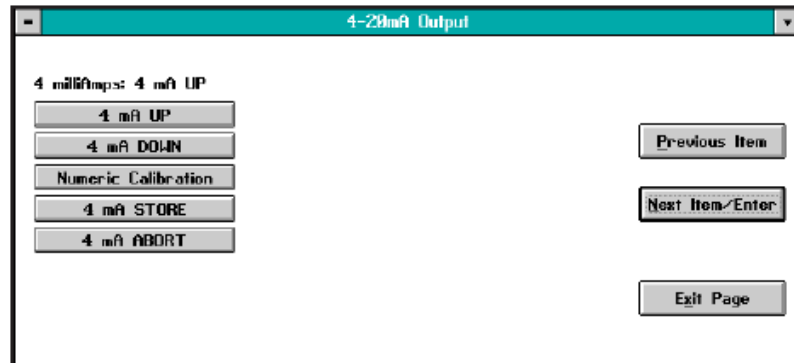 4-20mA Output
4 milliAmps: 4 mA UP
4 mA UP
4 mA DOWN
Numeric Calibration
4 mA STORE
4 mA ABORT
Previous Item
Next Item/Enter
Exit Page